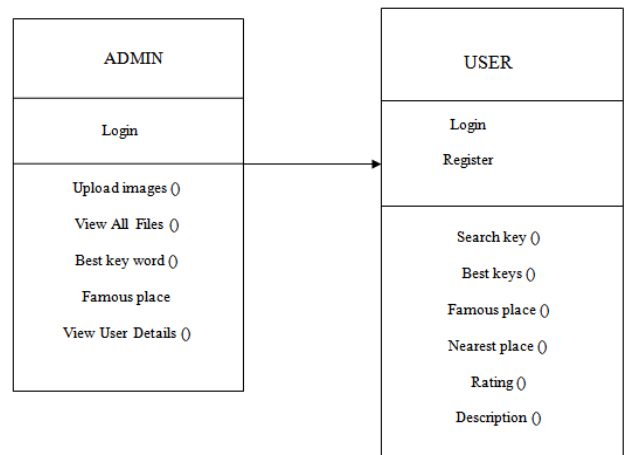 ADMIN
Login
Upload images ()
View All Files ()
Best key word ()
Famous place
View User Details ()
USER
Login
Register
Search key ()
Best keys ()
Famous place ()
Nearest place ()
Rating ()
Description ()